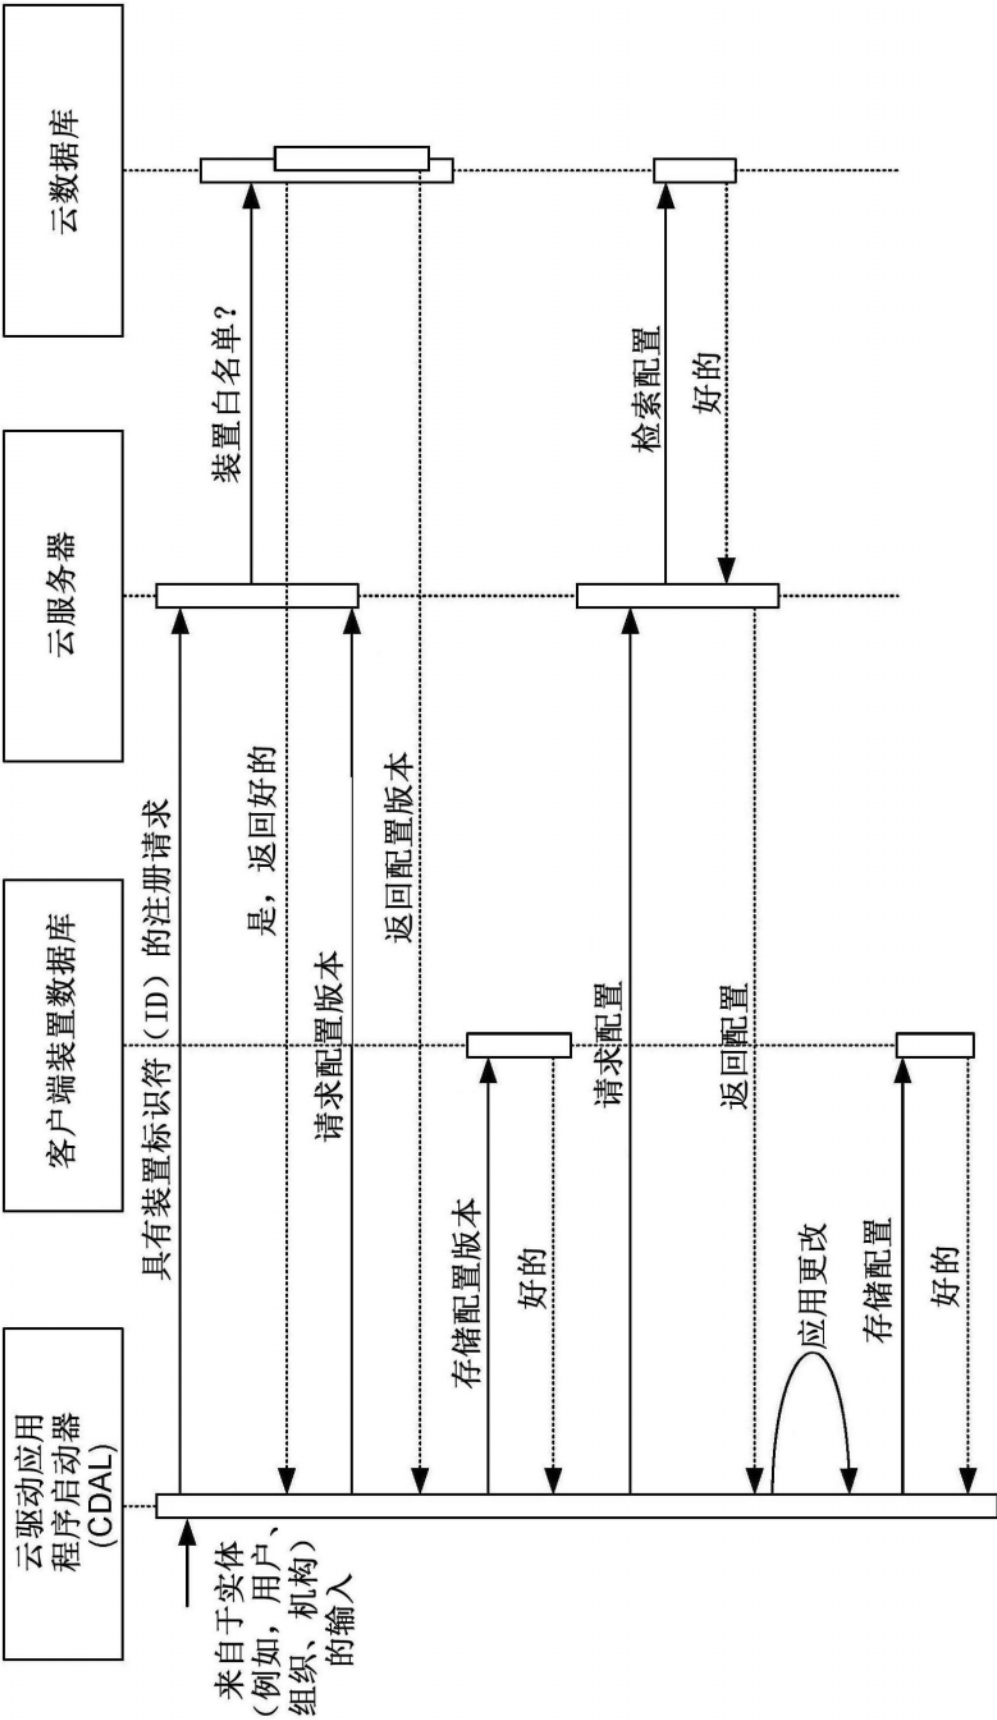 云驱动应用
程序启动器
(CDAL)
客户端装置数据库
云服务器
云数据库
来自于实体
（例如，用户、
组织、机构）
的输入
具有装置标识符（ID）的注册请求
装置白名单？
是，返回好的
请求配置版本
返回配置版本
存储配置版本
好的
请求配置
检索配置
好的
返回配置
应用更改
存储配置
好的